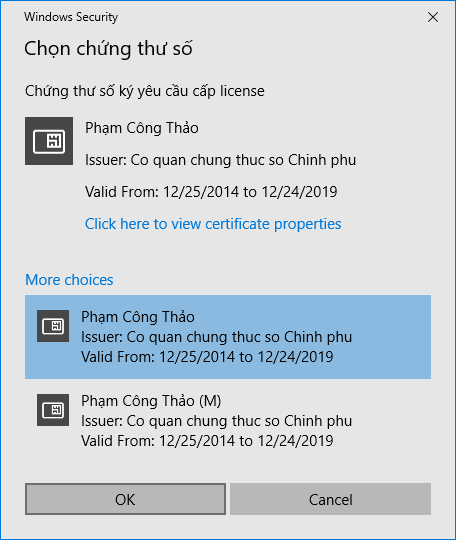 Windows Security
Chọn chứng thư số
Chứng thư số ký yêu cầu cấp license
Phạm Công Thảo
Issuer: Co quan chung thuc so Chinh phu
Valid From: 12/25/2014 to 12/24/2019
Click here to view certificate properties
More choices
Phạm Công Thảo
Issuer: Co quan chung thuc so Chinh phu
Valid From: 12/25/2014 to 12/24/2019
Phạm Công Thảo (M)
Issuer: Co quan chung thuc so Chinh phu
Valid From: 12/25/2014 to 12/24/2019
OK
Cancel